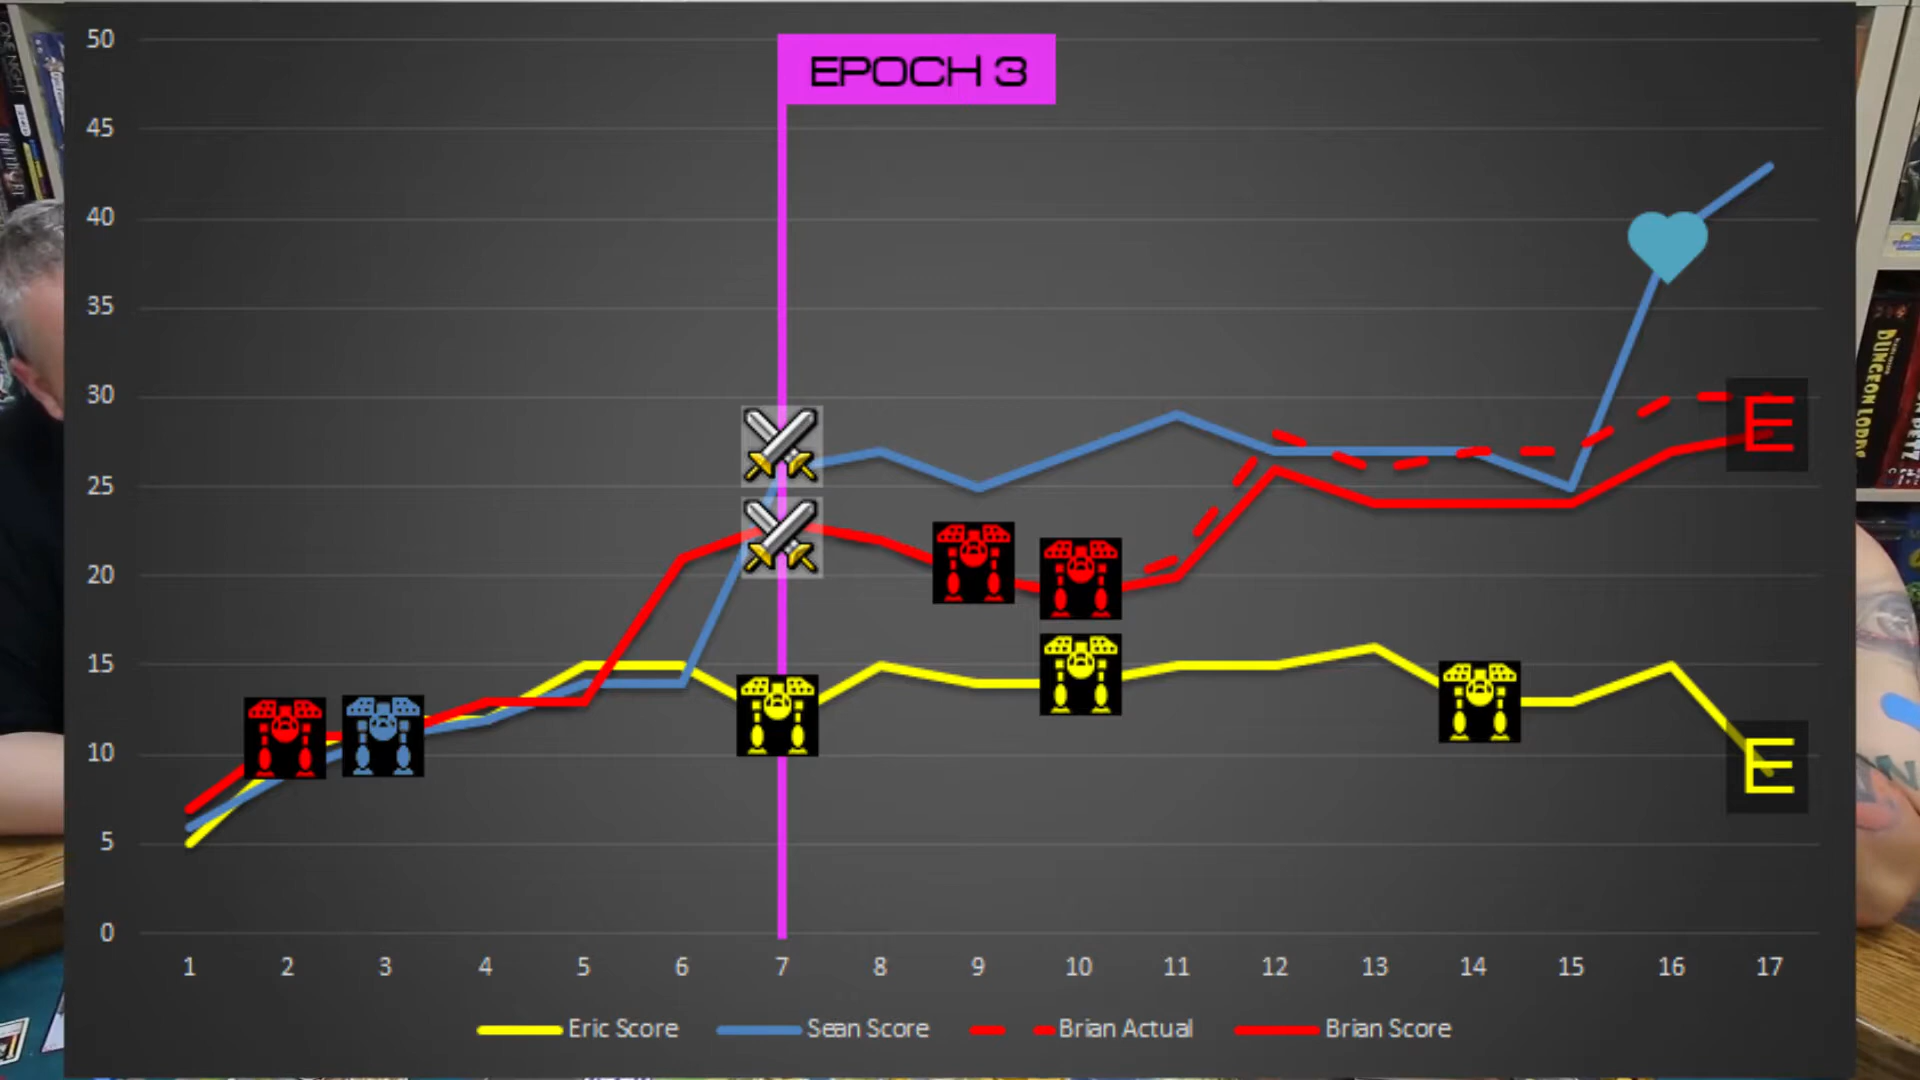 50
EPOCH 3
45
40
35
30
25
20
15
10
5
0
E
E
1 2 3 4 5 6 7 8 9 10 11 12 13 14 15 16 17
Eric Score Sean Score Brian Actual Brian Score
ONE NIGHT
DUNGEON LORDS